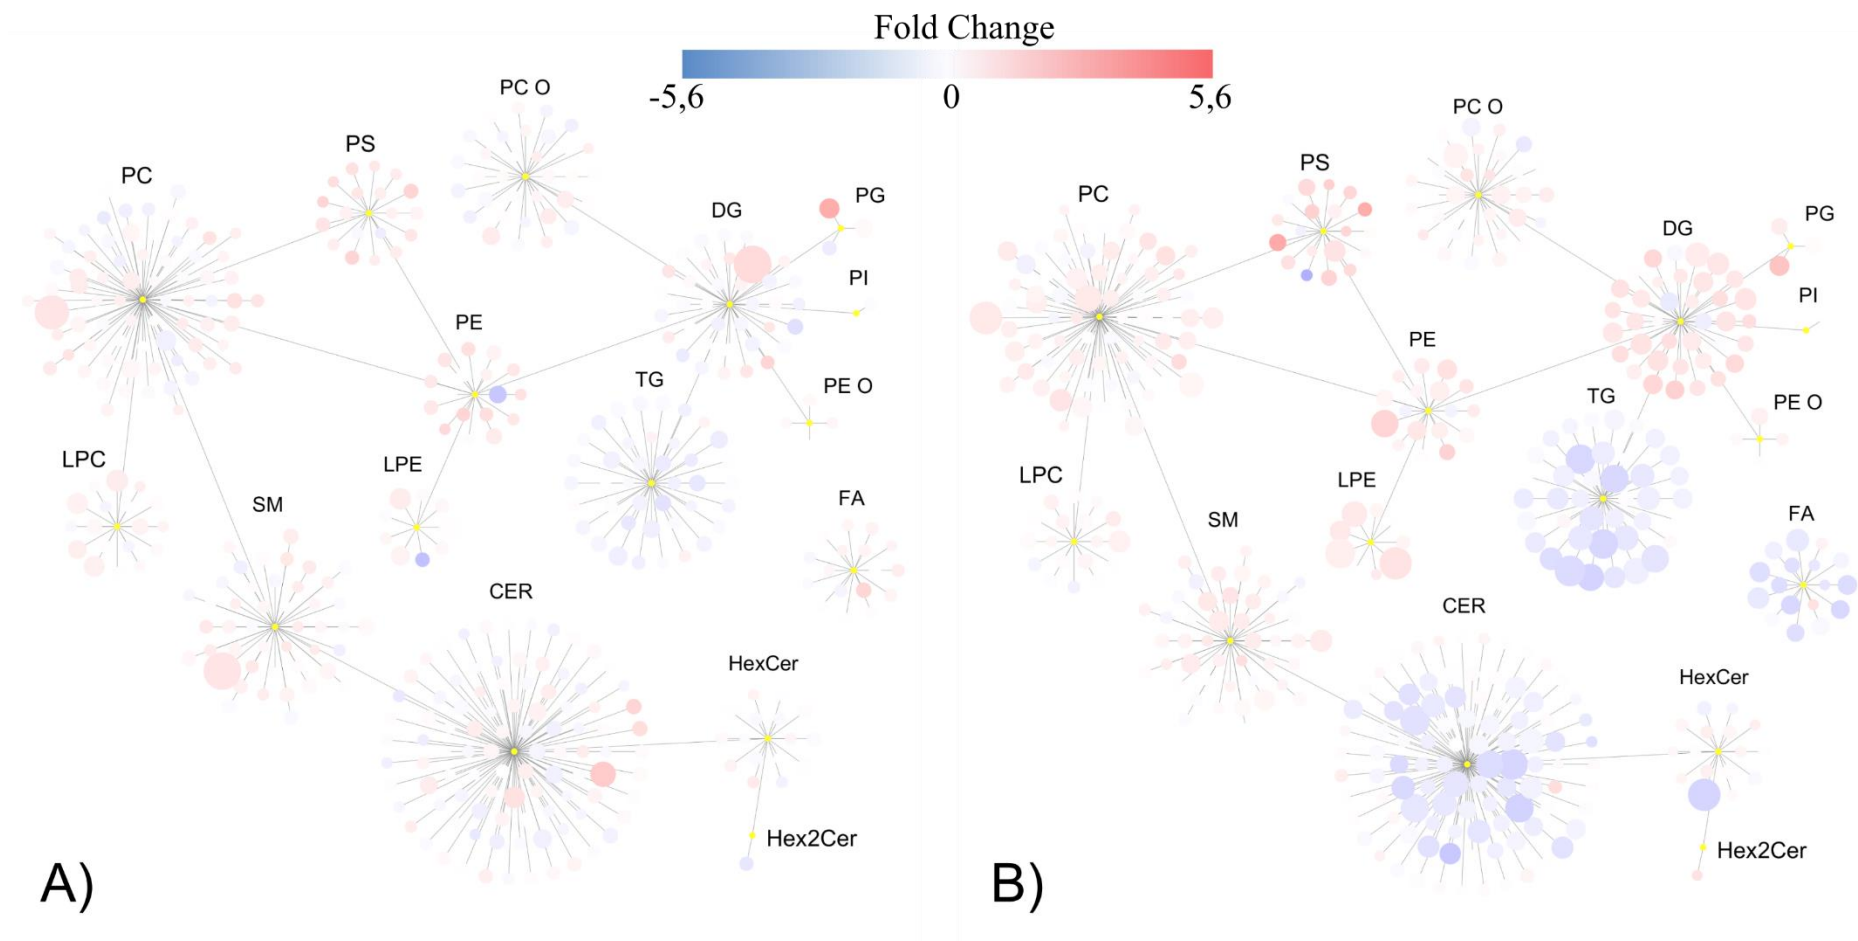 Fold Change
-5,6 0 5,6
PC O
PS
PC
DG
PG
PI
PE
TG
PE O
LPC
LPE
SM
FA
CER
HexCer
Hex2Cer
A)
PC O
PS
PC
DG
PG
PI
PE
TG
PE O
LPC
LPE
SM
FA
CER
HexCer
Hex2Cer
B)